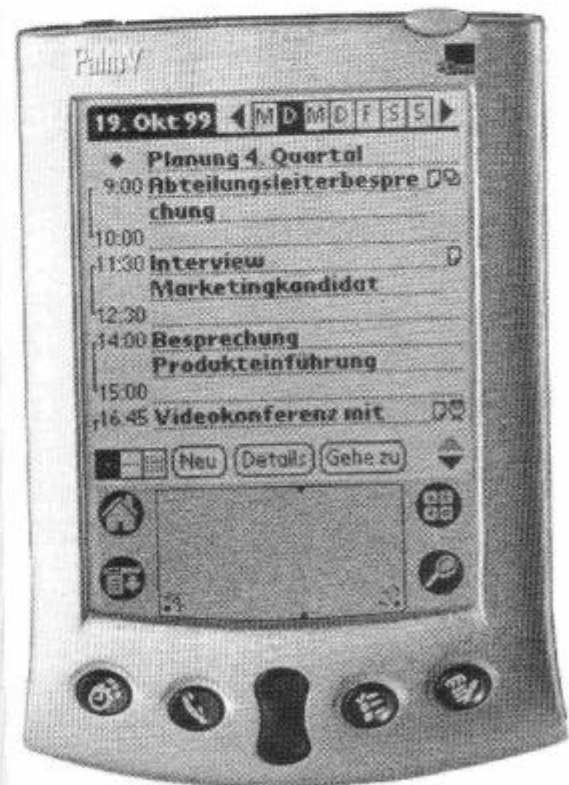 Palm V
19. Okt 99 M D M D F S S
Planung 4. Quartal
9:00 Abteilungsleiterbespre
chung
10:00
11:30 Interview
Marketingkandidat
12:30
14:00 Besprechung
Produkteinführung
15:00
16:45 Videokonferenz mit
Neu Details Gehe zu